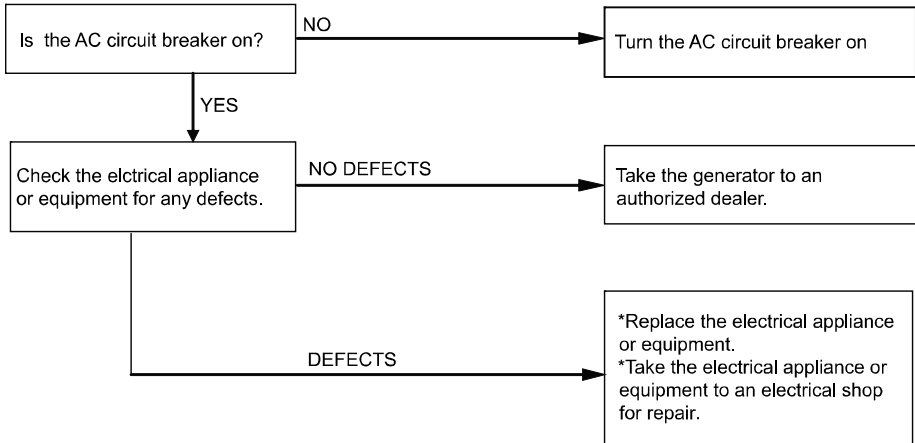 Is the AC circuit breaker on?
NO
Turn the AC circuit breaker on
YES
Check the elctrical appliance
or equipment for any defects.
NO DEFECTS
Take the generator to an
authorized dealer.
DEFECTS
*Replace the electrical appliance
or equipment.
*Take the electrical appliance or
equipment to an electrical shop
for repair.